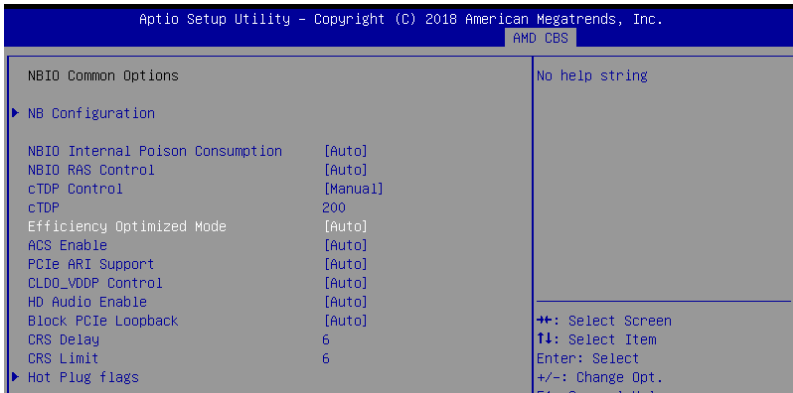 Aptio Setup Utility – Copyright (C) 2018 American Megatrends, Inc.
AMD CBS
NBIO Common Options
NB Configuration
NBIO Internal Poison Consumption [Auto]
NBIO RAS Control [Auto]
cTDP Control [Manual]
cTDP 200
Efficiency Optimized Mode [Auto]
ACS Enable [Auto]
PCIe ARI Support [Auto]
CLDO_VDDP Control [Auto]
HD Audio Enable [Auto]
Block PCIe Loopback [Auto]
CRS Delay 6
CRS Limit 6
Hot Plug flags
No help string
→←: Select Screen
↑↓: Select Item
Enter: Select
+/-: Change Opt.